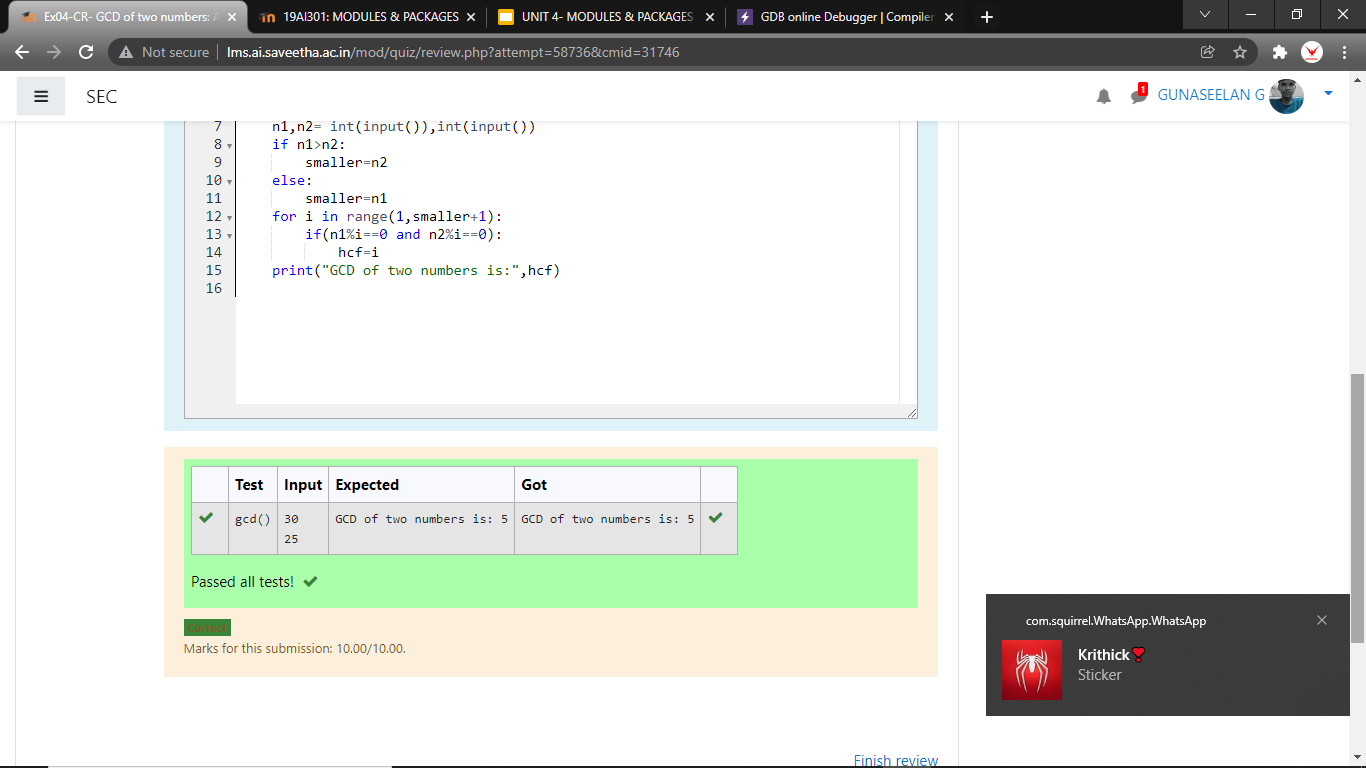 Ex04-CR- GCD of two numbers:
19AI301: MODULES & PACKAGES
UNIT 4- MODULES & PACKAGES
GDB online Debugger | Compiler
Not secure
lms.ai.saveetha.ac.in/mod/quiz/review.php?attempt=58736&cmid=31746
SEC
1
GUNASEELAN G
7 n1,n2= int(input()),int(input())
8 if n1>n2:
9 smaller=n2
10 else:
11 smaller=n1
12 for i in range(1,smaller+1):
13 if(n1%i==0 and n2%i==0):
14 hcf=i
15 print("GCD of two numbers is:",hcf)
16
Test Input Expected Got
gcd() 30 GCD of two numbers is: 5 GCD of two numbers is: 5
25
Passed all tests!
Correct
Marks for this submission: 10.00/10.00.
com.squirrel.WhatsApp.WhatsApp
Krithick
Sticker
Finish review